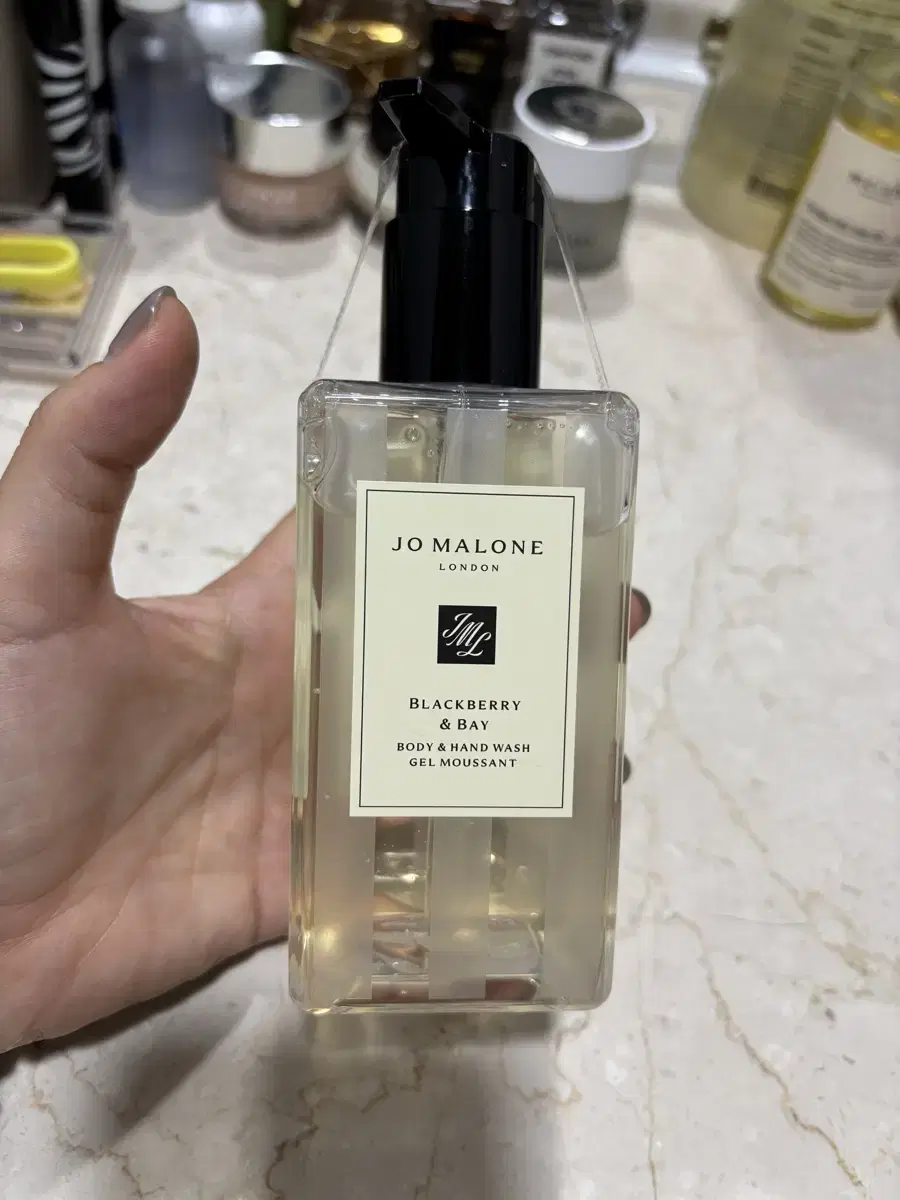 JO MALONE
LONDON
JML
BLACKBERRY
& BAY
BODY & HAND WASH
GEL MOUSSANT